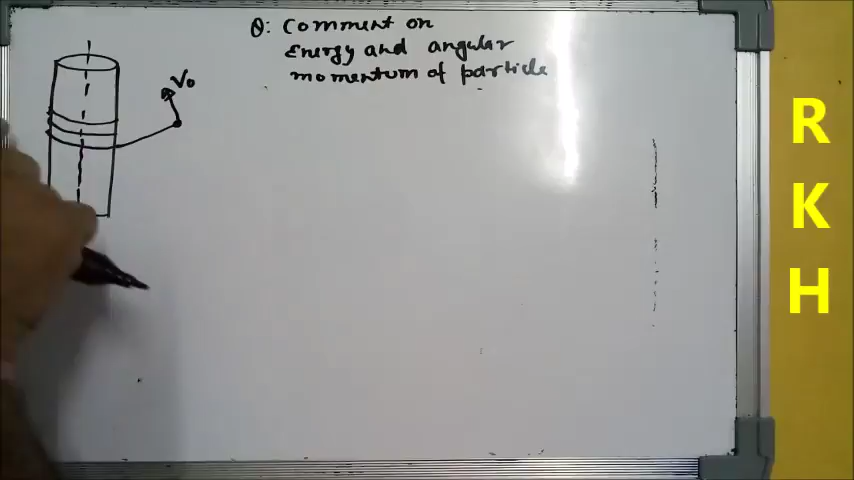 Q: Comment on
Energy and angular
momentum of particle
V₀
R
K
H